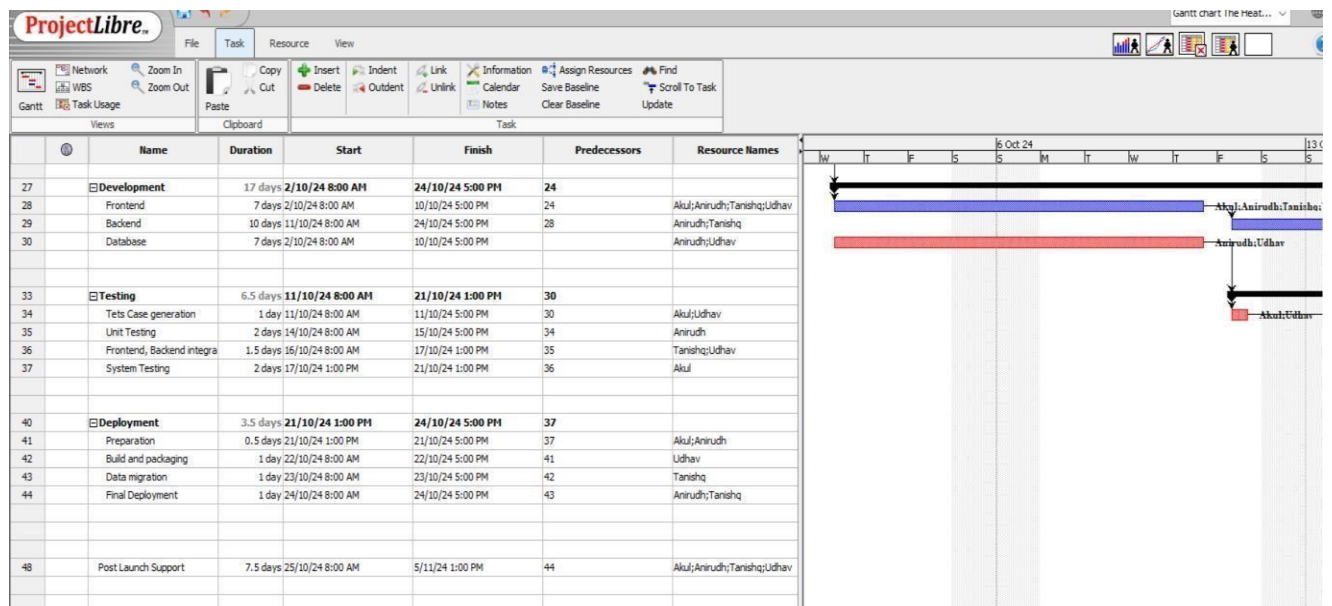 Gantt chart The Heat...
ProjectLibre™
File Task Resource View
Network Zoom In Copy Insert Indent Link Information Assign Resources Find
WBS Zoom Out Cut Delete Outdent Unlink Calendar Save Baseline Scroll To Task
Gantt Task Usage Paste Notes Clear Baseline Update
Views Clipboard Task
Name Duration Start Finish Predecessors Resource Names
6 Oct 24 13
W T F S S M T W T F S S
27 Development 17 days 2/10/24 8:00 AM 24/10/24 5:00 PM 24
28 Frontend 7 days 2/10/24 8:00 AM 10/10/24 5:00 PM 24 Akul;Anirudh;Tanishq;Udhav Akul;Anirudh;Tanishq;
29 Backend 10 days 11/10/24 8:00 AM 24/10/24 5:00 PM 28 Anirudh;Tanishq
30 Database 7 days 2/10/24 8:00 AM 10/10/24 5:00 PM Anirudh;Udhav Anirudh;Udhav
33 Testing 6.5 days 11/10/24 8:00 AM 21/10/24 1:00 PM 30
34 Tets Case generation 1 day 11/10/24 8:00 AM 11/10/24 5:00 PM 30 Akul;Udhav Akul;Udhav
35 Unit Testing 2 days 14/10/24 8:00 AM 15/10/24 5:00 PM 34 Anirudh
36 Frontend, Backend integra 1.5 days 16/10/24 8:00 AM 17/10/24 1:00 PM 35 Tanishq;Udhav
37 System Testing 2 days 17/10/24 1:00 PM 21/10/24 1:00 PM 36 Akul
40 Deployment 3.5 days 21/10/24 1:00 PM 24/10/24 5:00 PM 37
41 Preparation 0.5 days 21/10/24 1:00 PM 21/10/24 5:00 PM 37 Akul;Anirudh
42 Build and packaging 1 day 22/10/24 8:00 AM 22/10/24 5:00 PM 41 Udhav
43 Data migration 1 day 23/10/24 8:00 AM 23/10/24 5:00 PM 42 Tanishq
44 Final Deployment 1 day 24/10/24 8:00 AM 24/10/24 5:00 PM 43 Anirudh;Tanishq
48 Post Launch Support 7.5 days 25/10/24 8:00 AM 5/11/24 1:00 PM 44 Akul;Anirudh;Tanishq;Udhav